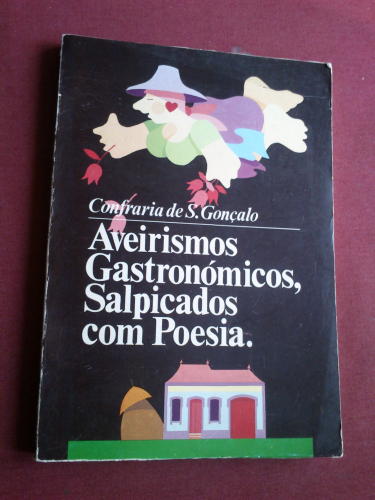 Confraria de S. Gonçalo
Aveirismos
Gastronómicos,
Salpicados
com Poesia.